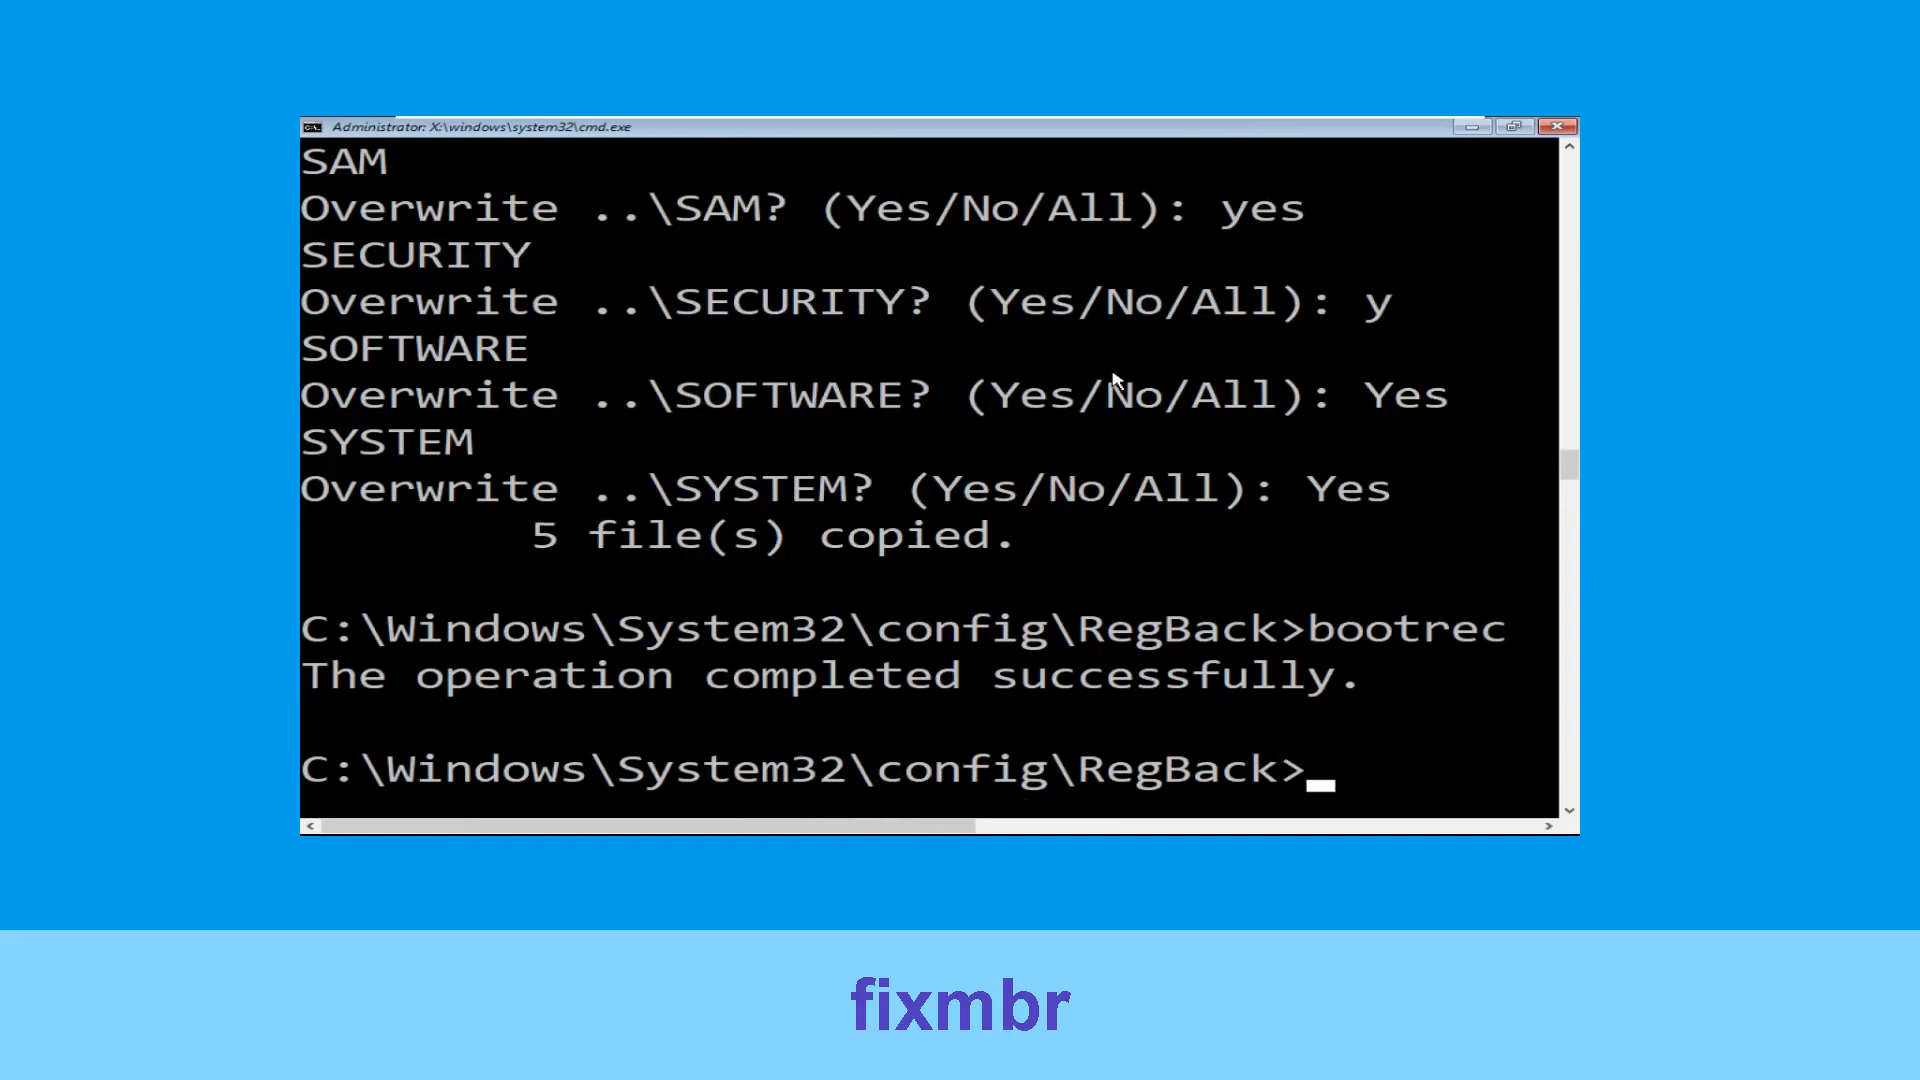 Administrator: X:\windows\system32\cmd.exe
SAM
Overwrite ..\SAM? (Yes/No/All): yes
SECURITY
Overwrite ..\SECURITY? (Yes/No/All): y
SOFTWARE
Overwrite ..\SOFTWARE? (Yes/No/All): Yes
SYSTEM
Overwrite ..\SYSTEM? (Yes/No/All): Yes
5 file(s) copied.
C:\Windows\System32\config\RegBack>bootrec
The operation completed successfully.
C:\Windows\System32\config\RegBack>
fixmbr